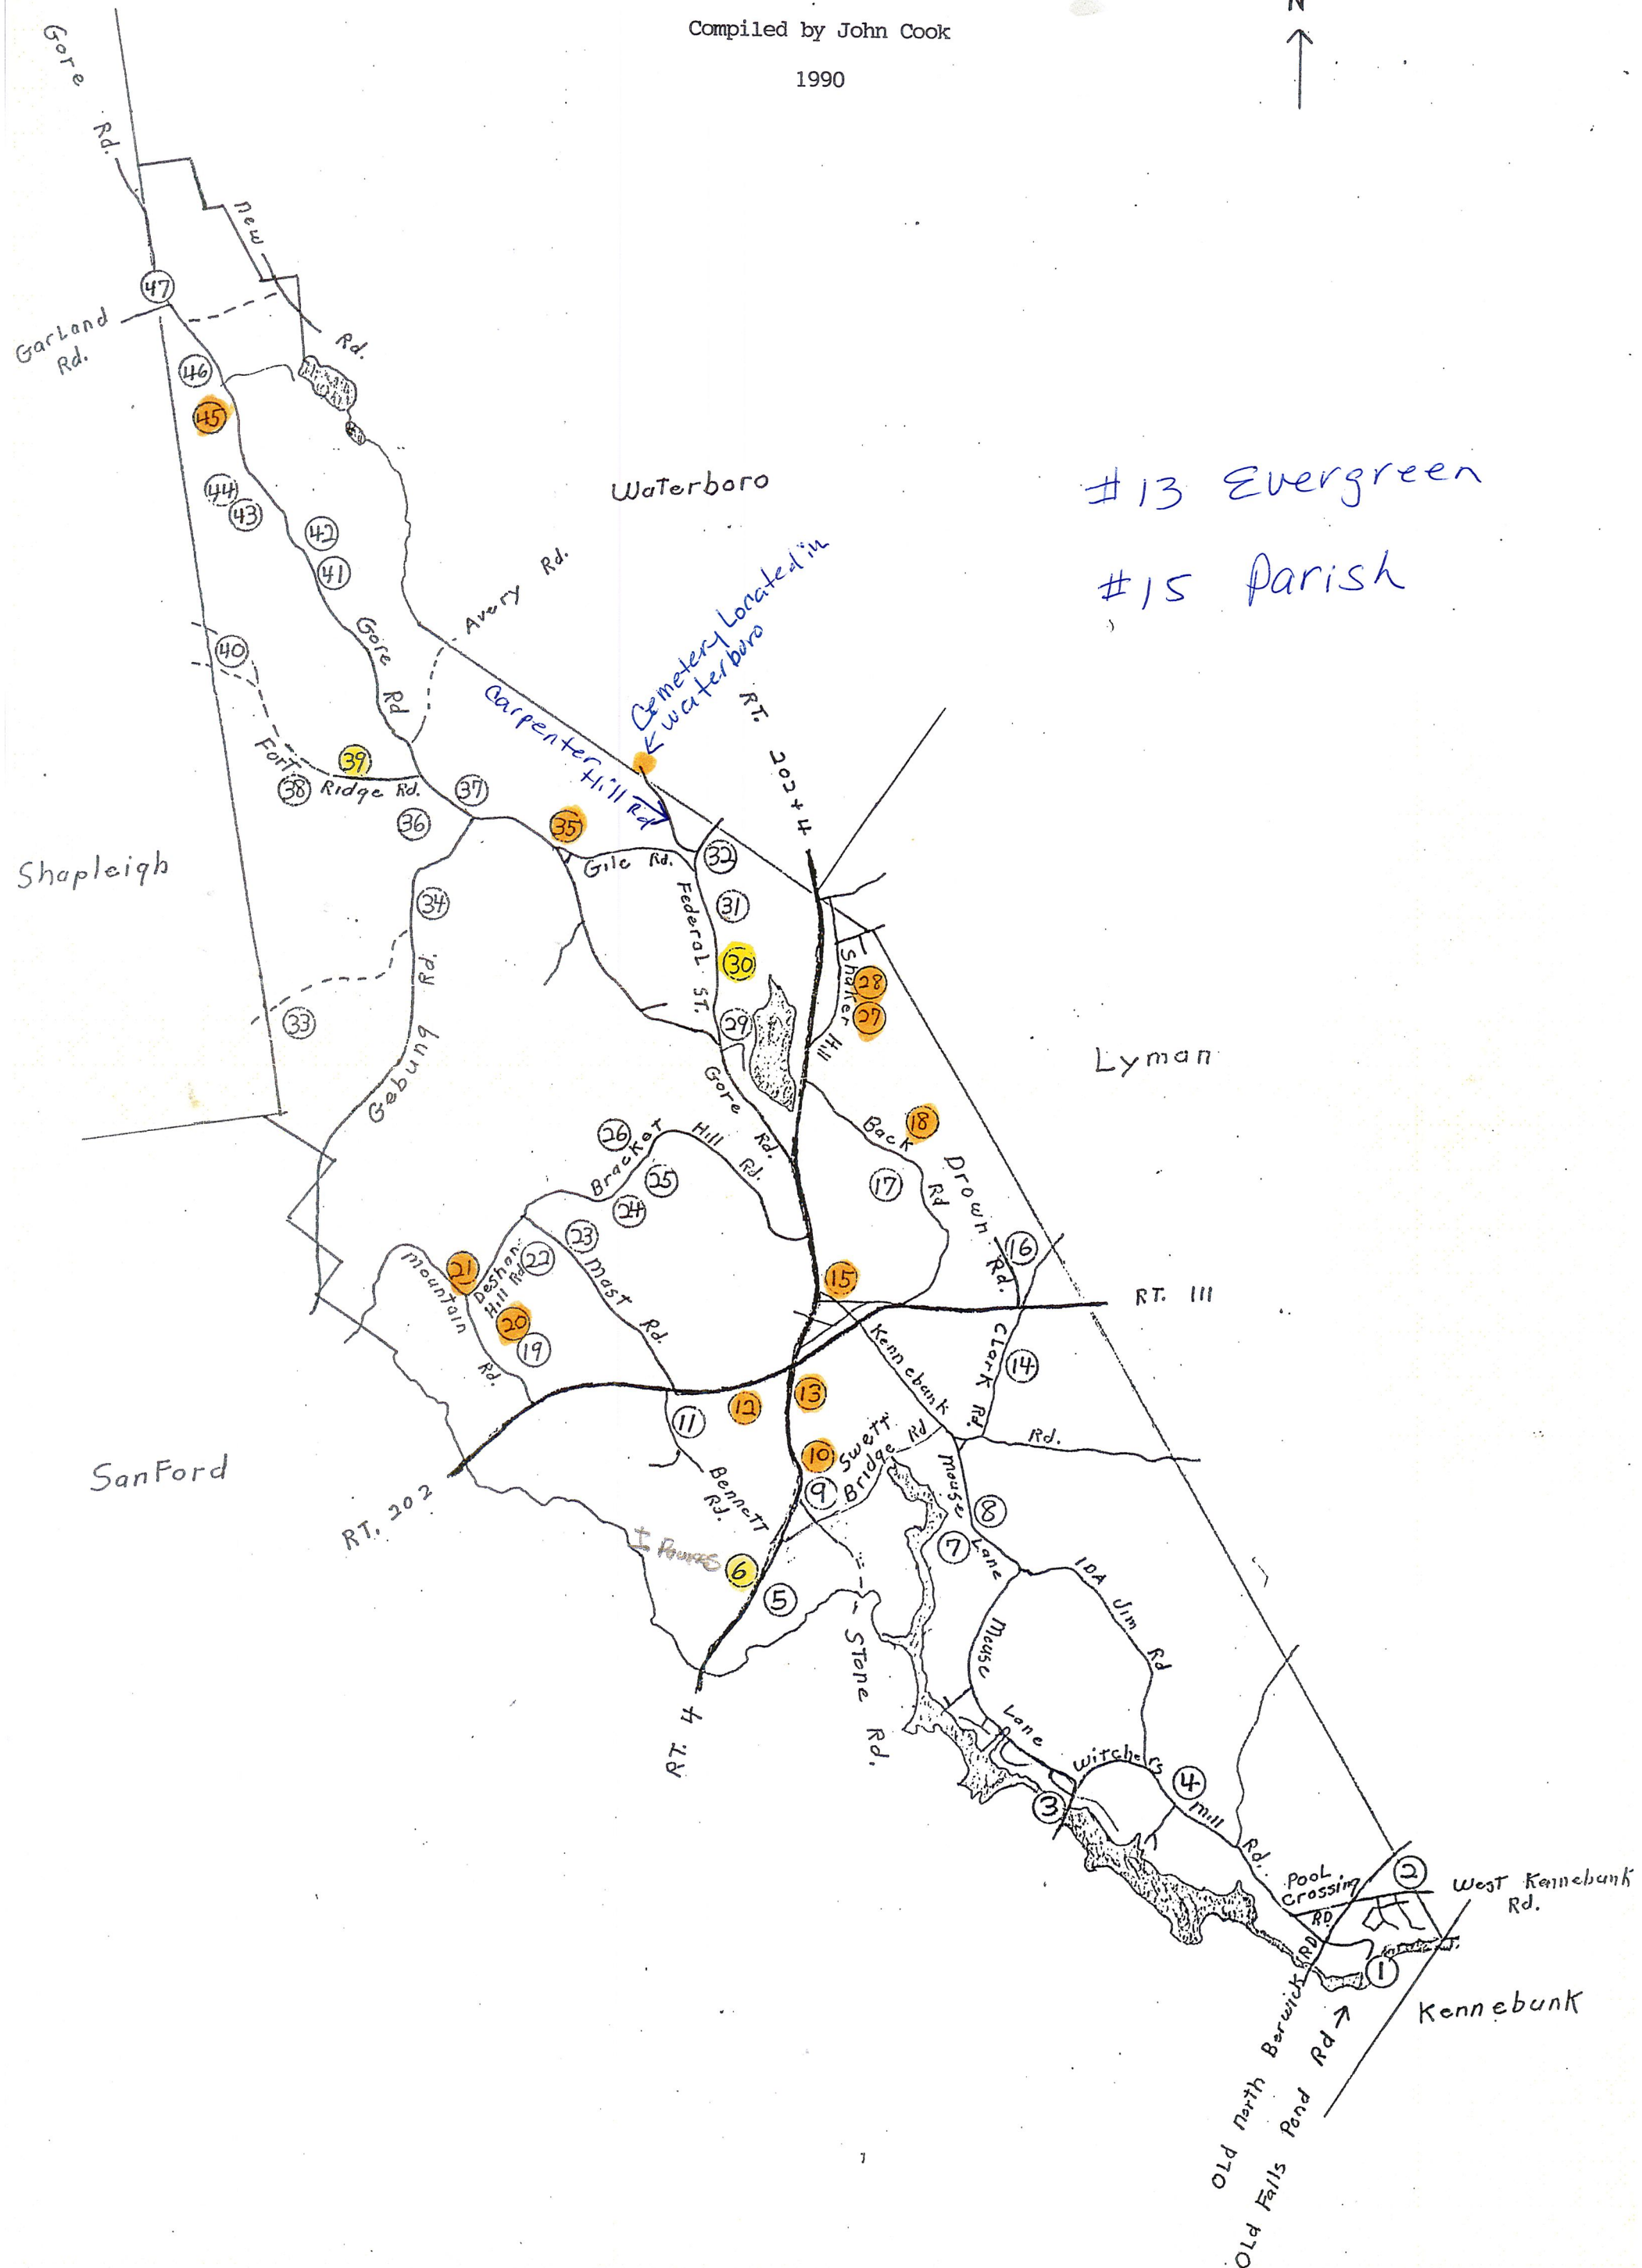 N
Compiled by John Cook
1990
Gore Rd.
New Rd.
47
Garland
Rd.
46
45
44
43
42
41
Waterboro
#13 Evergreen
#15 Parish
Avery Rd.
Cemetery Located in
Waterboro
Carpenter
Hill Rd
RT. 202+4
40
Gore Rd
Fort
Ridge Rd.
39
38
37
36
35
Gile Rd.
32
Shapleigh
34
31
Federal ST.
30
Shaker
Hill
28
27
33
29
Gebung Rd.
Lyman
Gore Rd.
18
Back
Rd
17
Drown
Rd.
26
Bracket Hill
Rd.
25
24
23
22
16
21
Mountain
Rd.
Deshon
Hill Rd
20
19
Mast Rd.
15
RT. 111
Kennebunk
Rd.
Clark Rd.
14
13
12
11
10
Swett
Bridge Rd
9
Bennett
Rd.
SanFord
RT. 202
Mouse
Lane
8
7
6
5
IDA Jim Rd
Mouse
Lane
Stone Rd.
RT. 4
Witchers
Mill
Rd.
4
3
Pool
Crossing
RD
2
West Kennebunk
Rd.
1
Kennebunk
OLd North Berwick RD
OLd Falls Pond Rd